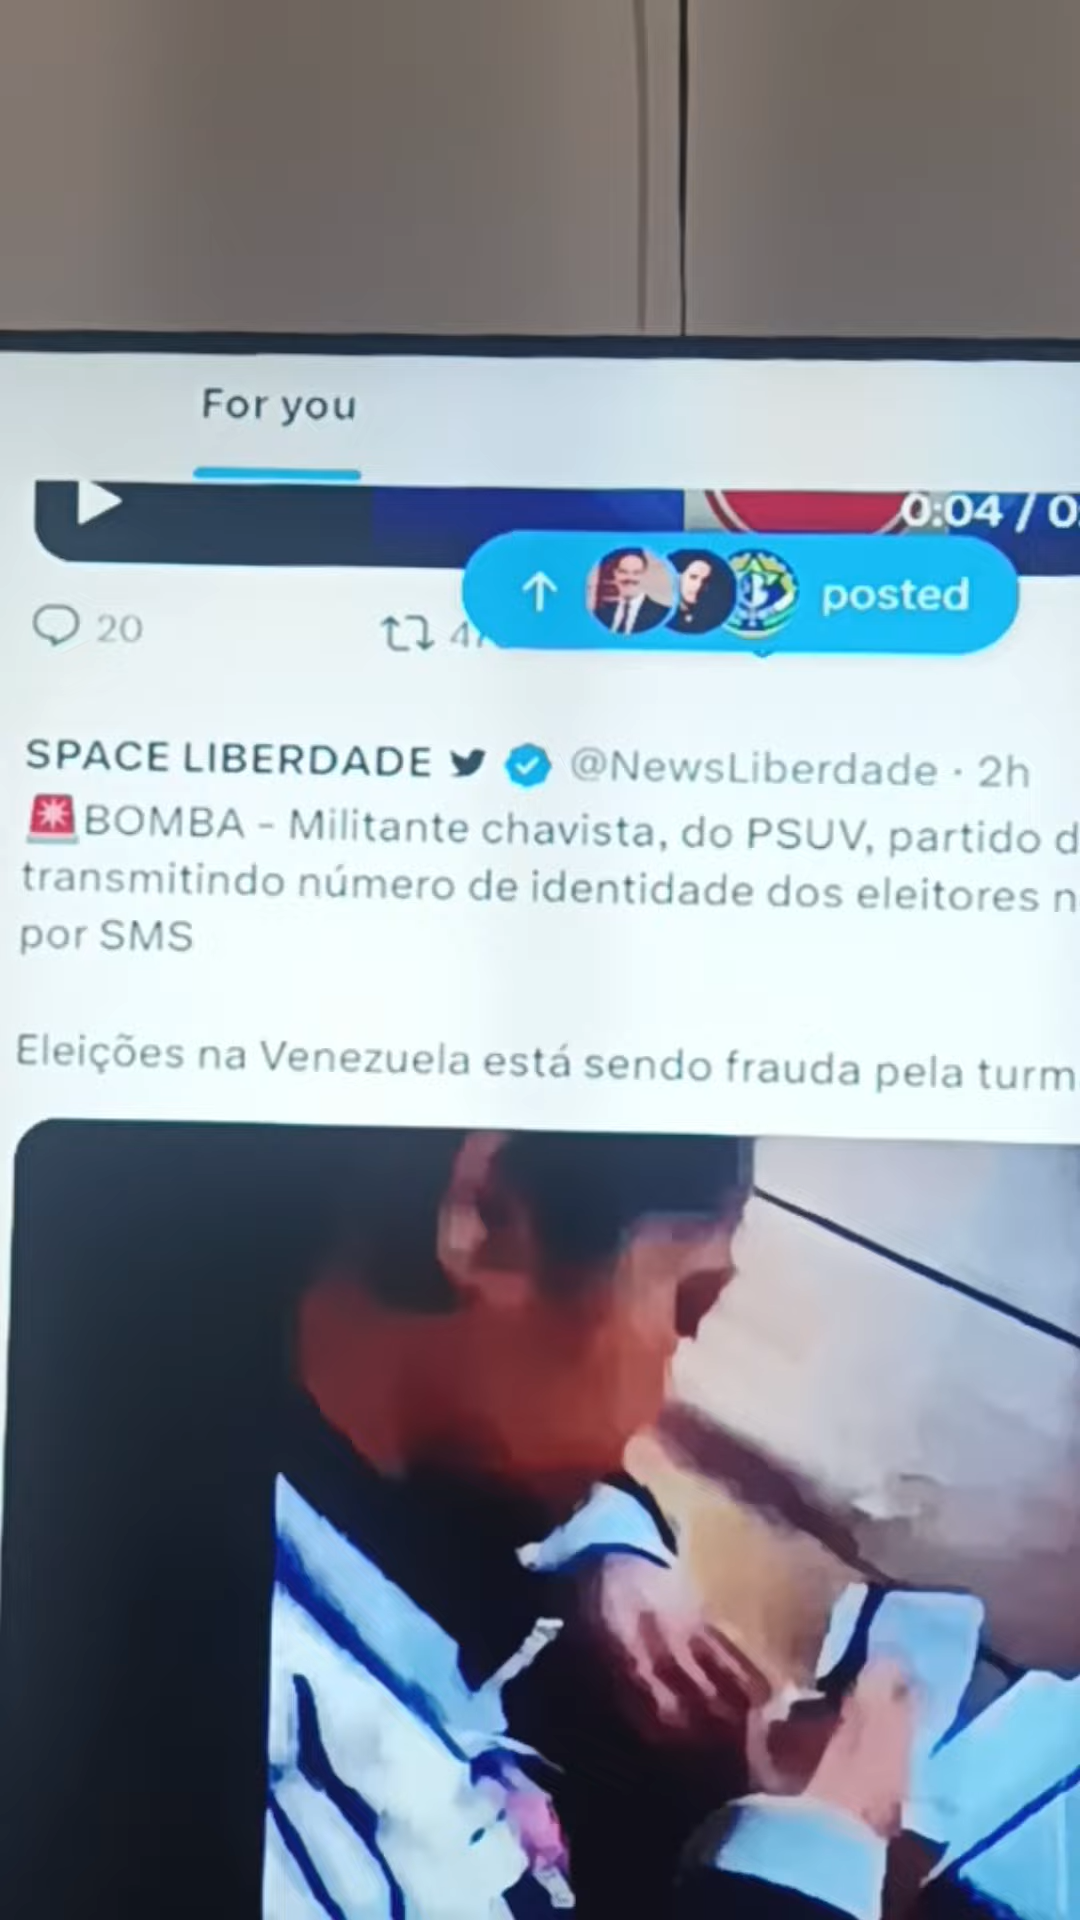 For you
0:04 / 0
posted
20
SPACE LIBERDADE @NewsLiberdade · 2h
BOMBA - Militante chavista, do PSUV, partido d
transmitindo número de identidade dos eleitores n
por SMS
Eleições na Venezuela está sendo frauda pela turm